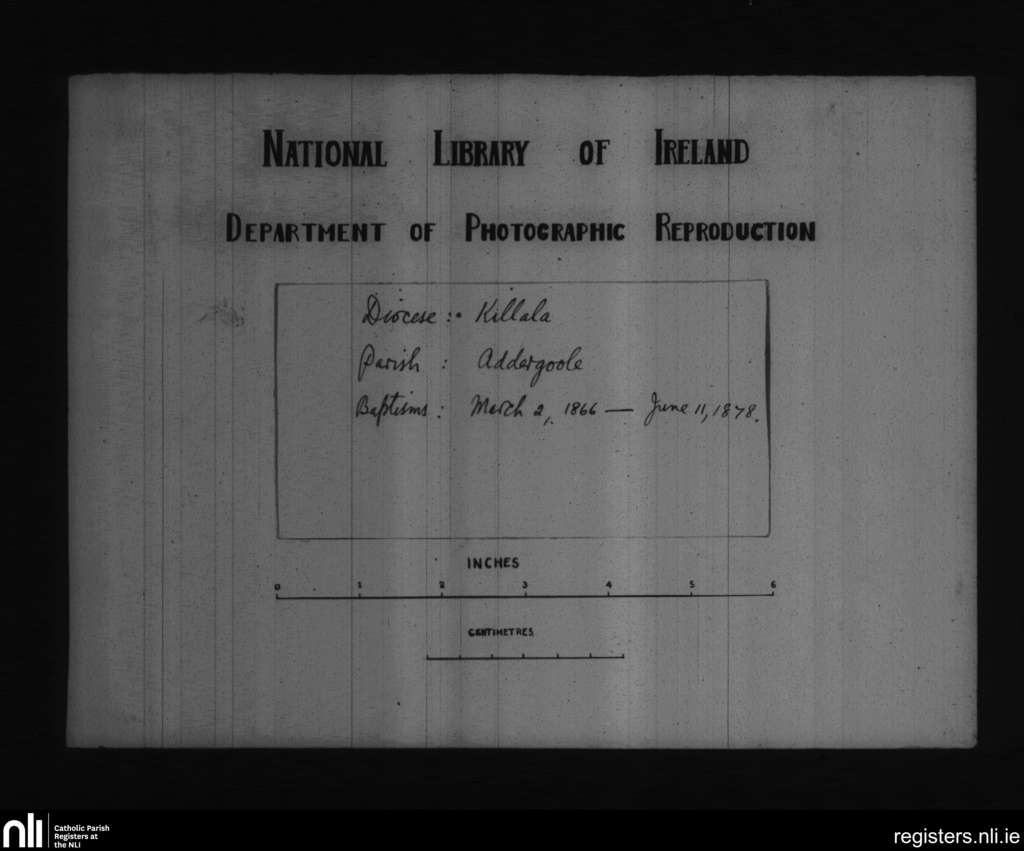 NATIONAL LIBRARY OF IRELAND
DEPARTMENT OF PHOTOGRAPHIC REPRODUCTION
Diocese :. Killala
Parish : Addergoole
Baptisms : March 2, 1866 — June 11, 1878.
INCHES
0 1 2 3 4 5 6
CENTIMETRES
nli
Catholic Parish
Registers at
the NLI
registers.nli.ie